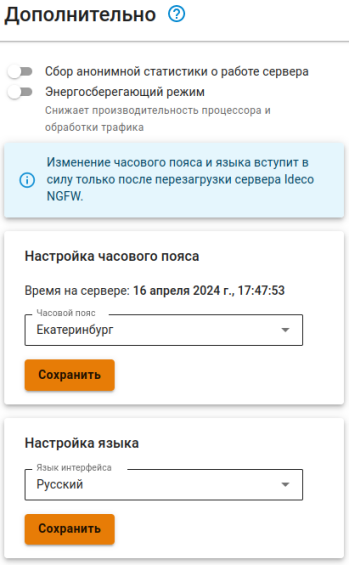 Дополнительно
Сбор анонимной статистики о работе сервера
Энергосберегающий режим
Снижает производительность процессора и
обработки трафика
Изменение часового пояса и языка вступит в
силу только после перезагрузки сервера Ideco
NGFW.
Настройка часового пояса
Время на сервере: 16 апреля 2024 г., 17:47:53
Часовой пояс
Екатеринбург
Сохранить
Настройка языка
Язык интерфейса
Русский
Сохранить